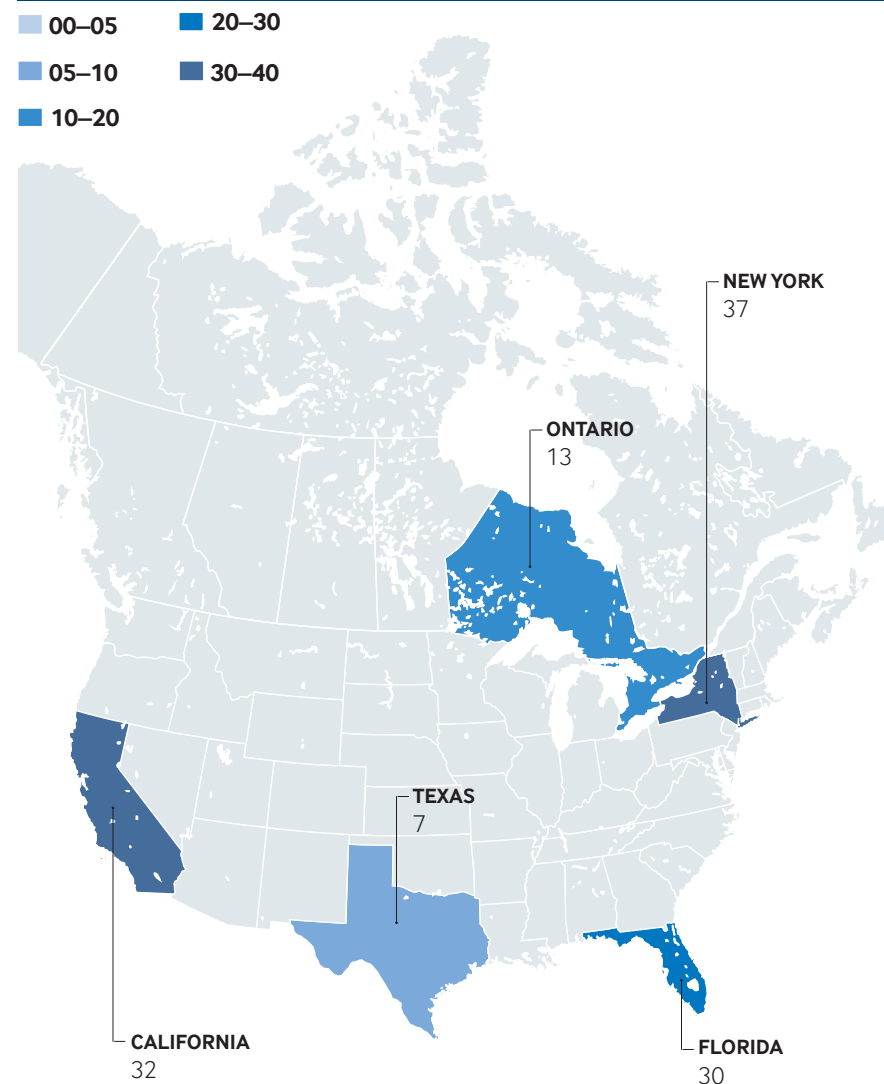 00–05
05–10
10–20
20–30
30–40
NEW YORK
37
ONTARIO
13
TEXAS
7
CALIFORNIA
32
FLORIDA
30